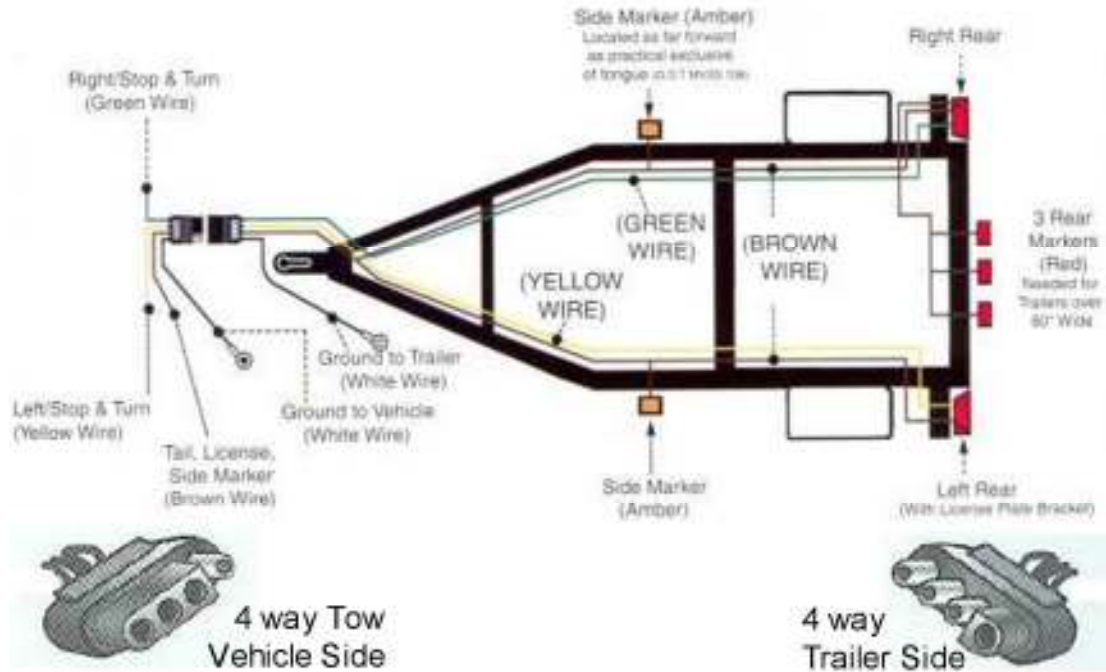 Side Marker (Amber)
Located as far forward
as practical exclusive
of tongue
Right Rear
Right/Stop & Turn
(Green Wire)
(GREEN
WIRE)
(BROWN
WIRE)
3 Rear
Markers
(Red)
Needed for
Trailers over
(YELLOW
WIRE)
Ground to Trailer
(White Wire)
Left/Stop & Turn
(Yellow Wire)
Ground to Vehicle
(White Wire)
Tail, License,
Side Marker
(Brown Wire)
Side Marker
(Amber)
Left Rear
(With License Plate Bracket)
4 way Tow
Vehicle Side
4 way
Trailer Side